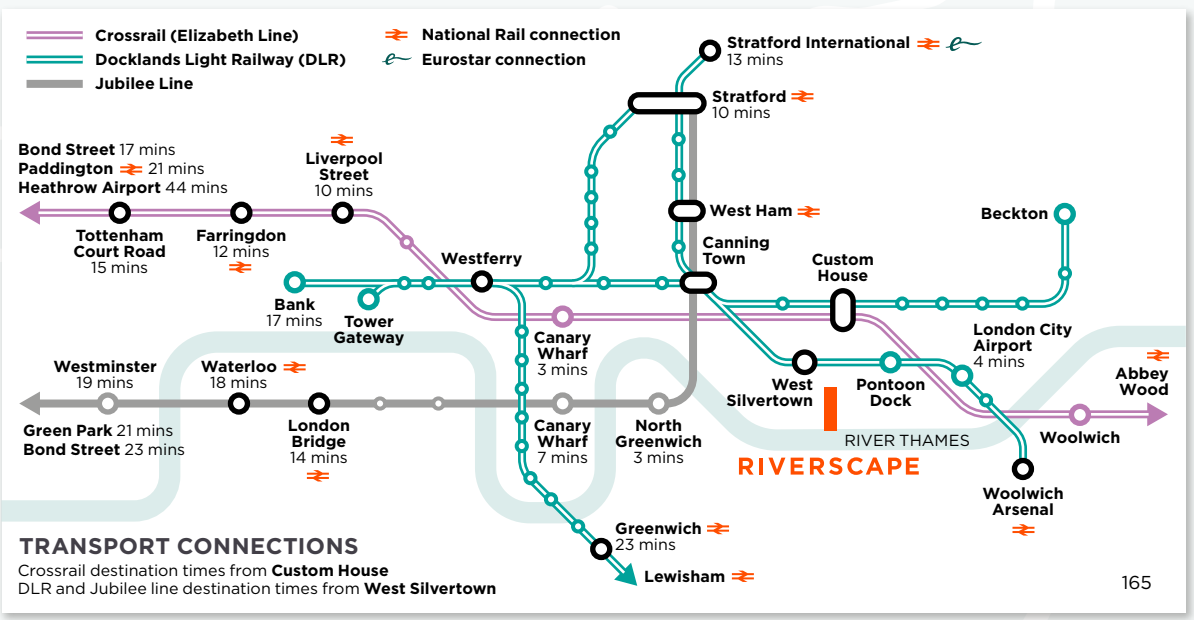 Crossrail (Elizabeth Line)
Docklands Light Railway (DLR)
Jubilee Line
National Rail connection
Eurostar connection
Stratford International
13 mins
Stratford
10 mins
Bond Street 17 mins
Paddington 21 mins
Heathrow Airport 44 mins
Liverpool
Street
10 mins
Tottenham
Court Road
15 mins
Farringdon
12 mins
West Ham
Beckton
Canning
Town
Custom
House
Westferry
Bank
17 mins
Tower
Gateway
Canary
Wharf
3 mins
London City
Airport
4 mins
Westminster
19 mins
Waterloo
18 mins
West
Silvertown
Pontoon
Dock
Abbey
Wood
Green Park 21 mins
Bond Street 23 mins
London
Bridge
14 mins
Canary
Wharf
7 mins
North
Greenwich
3 mins
RIVER THAMES
RIVERSCAPE
Woolwich
Woolwich
Arsenal
Greenwich
23 mins
Lewisham
TRANSPORT CONNECTIONS
Crossrail destination times from Custom House
DLR and Jubilee line destination times from West Silvertown
165